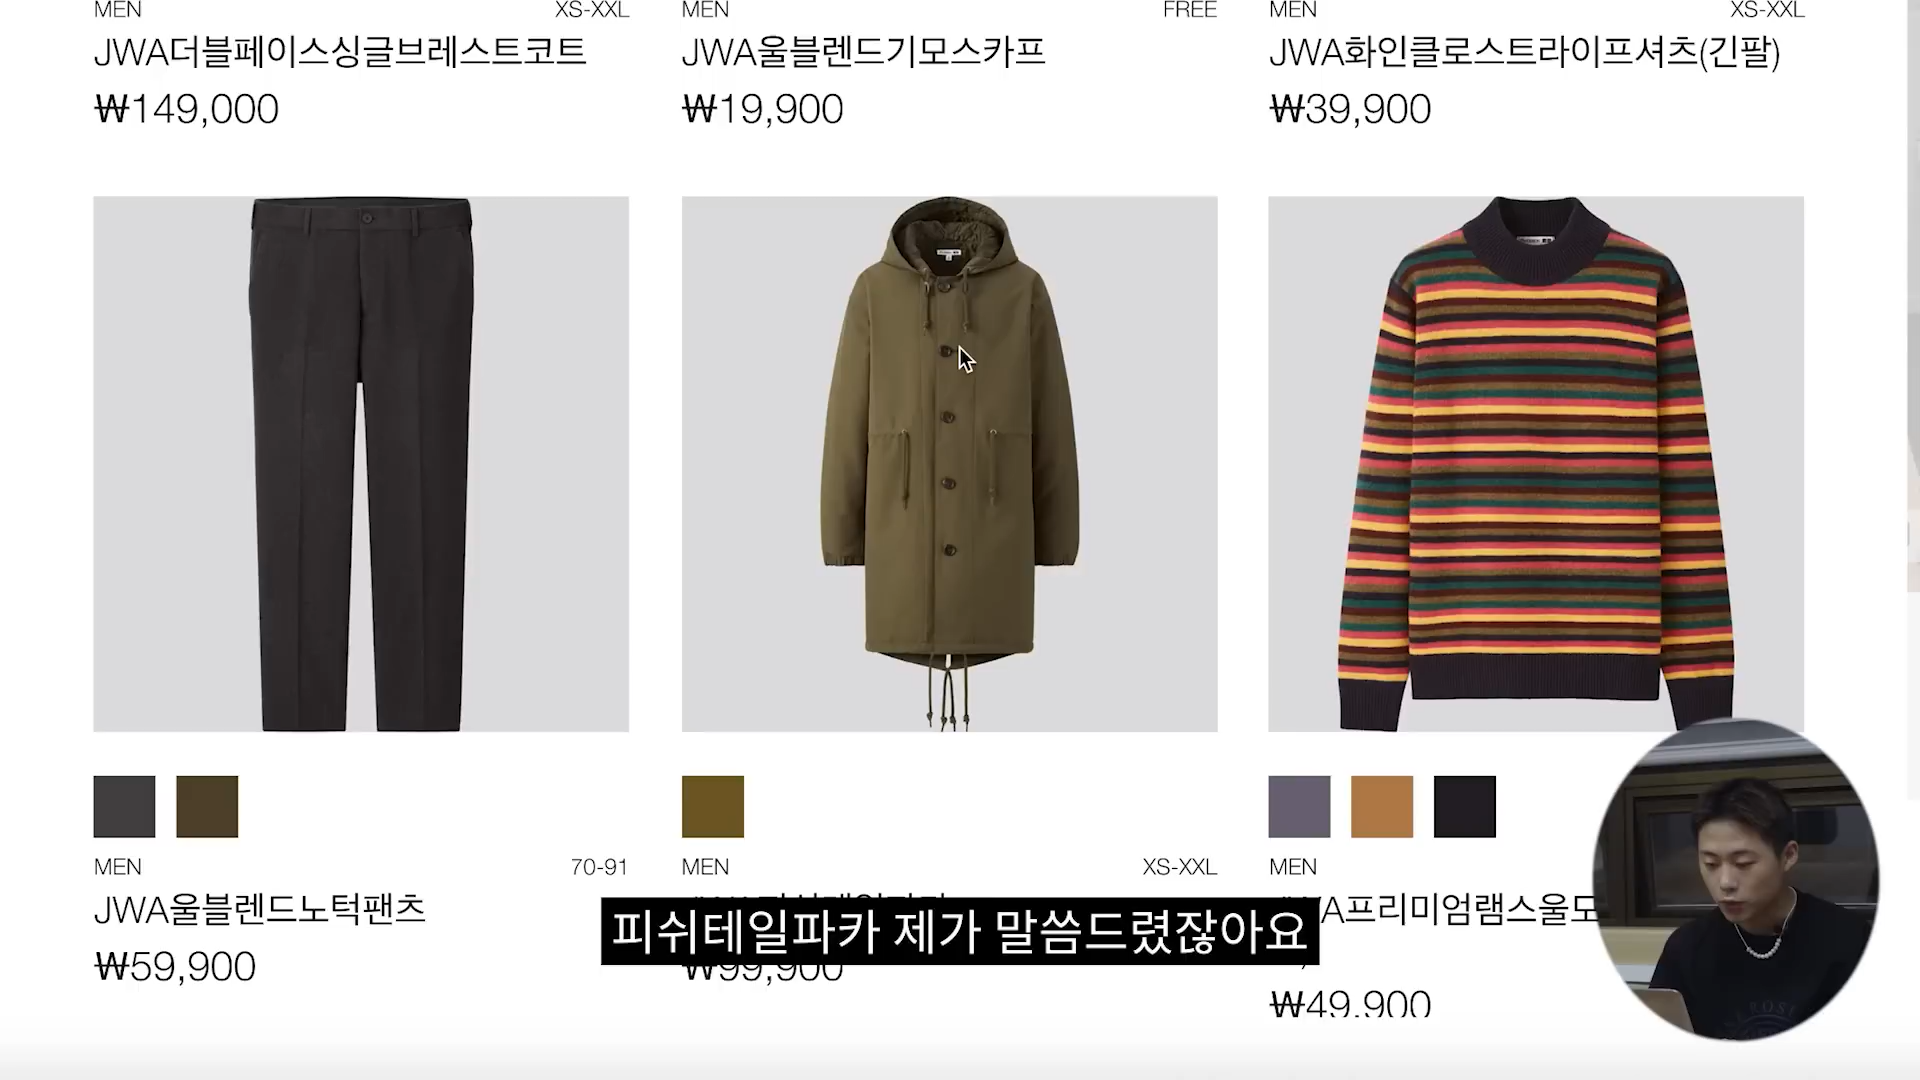 MEN XS-XXL
JWA더블페이스싱글브레스트코트
₩149,000
MEN FREE
JWA울블렌드기모스카프
₩19,900
MEN XS-XXL
JWA화인클로스트라이프셔츠(긴팔)
₩39,900
MEN 70-91
JWA울블렌드노턱팬츠
₩59,900
MEN XS-XXL
₩99,900
MEN
JWA프리미엄램스울도
₩49,900
피쉬테일파카 제가 말씀드렸잖아요